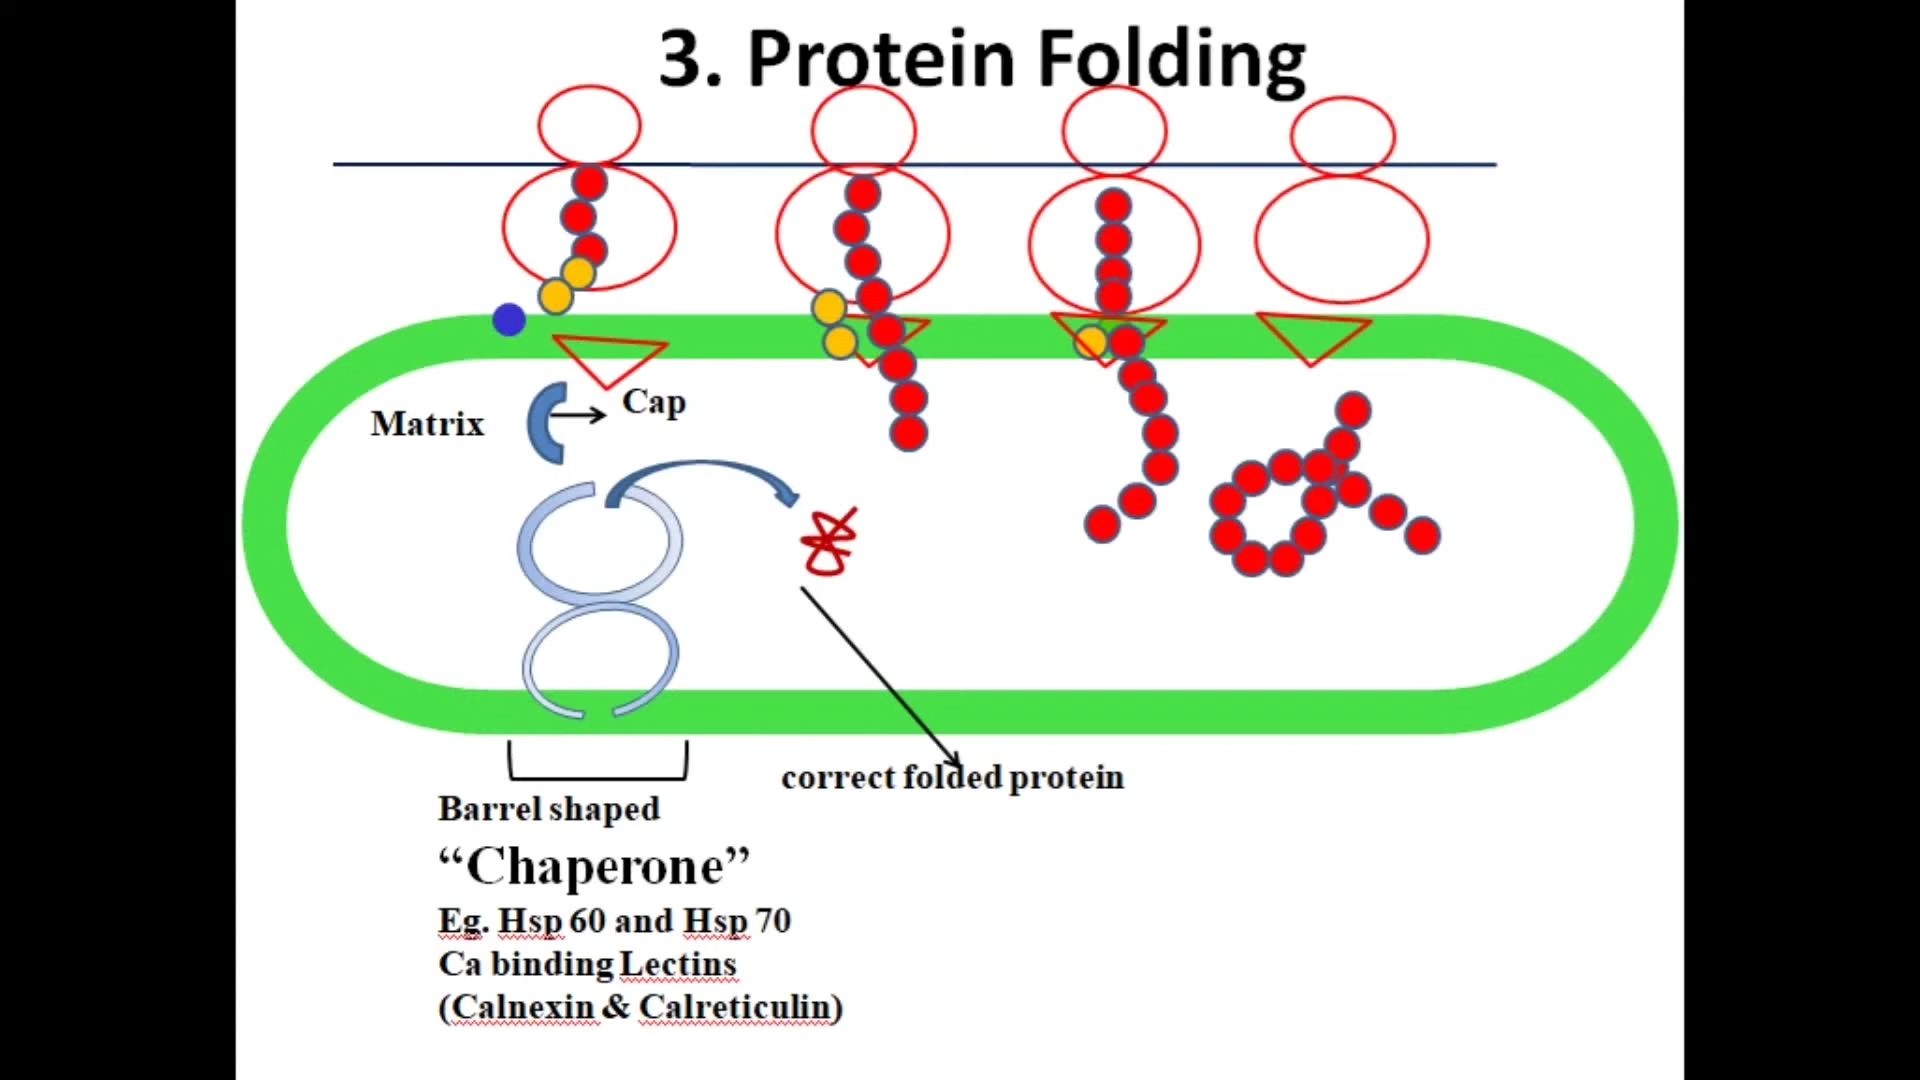 3. Protein Folding
Matrix
Cap
correct folded protein
Barrel shaped
“Chaperone”
Eg. Hsp 60 and Hsp 70
Ca binding Lectins
(Calnexin & Calreticulin)